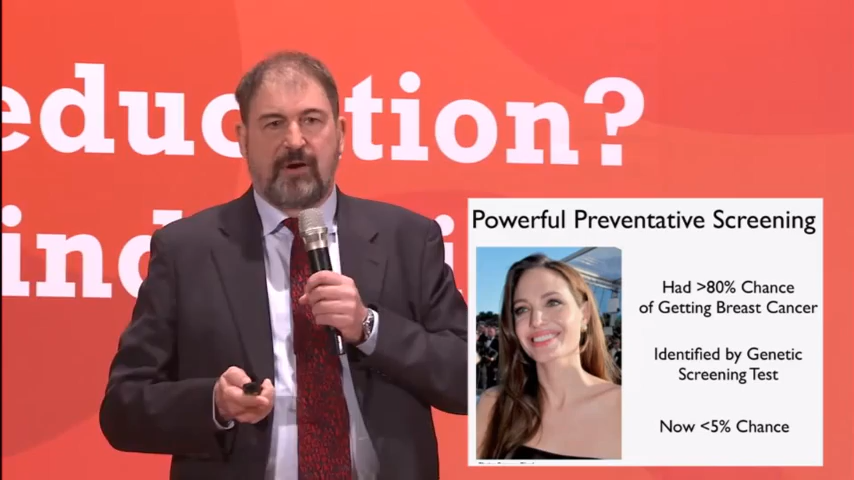 education?
Powerful Preventative Screening
Had >80% Chance
of Getting Breast Cancer
Identified by Genetic
Screening Test
Now <5% Chance